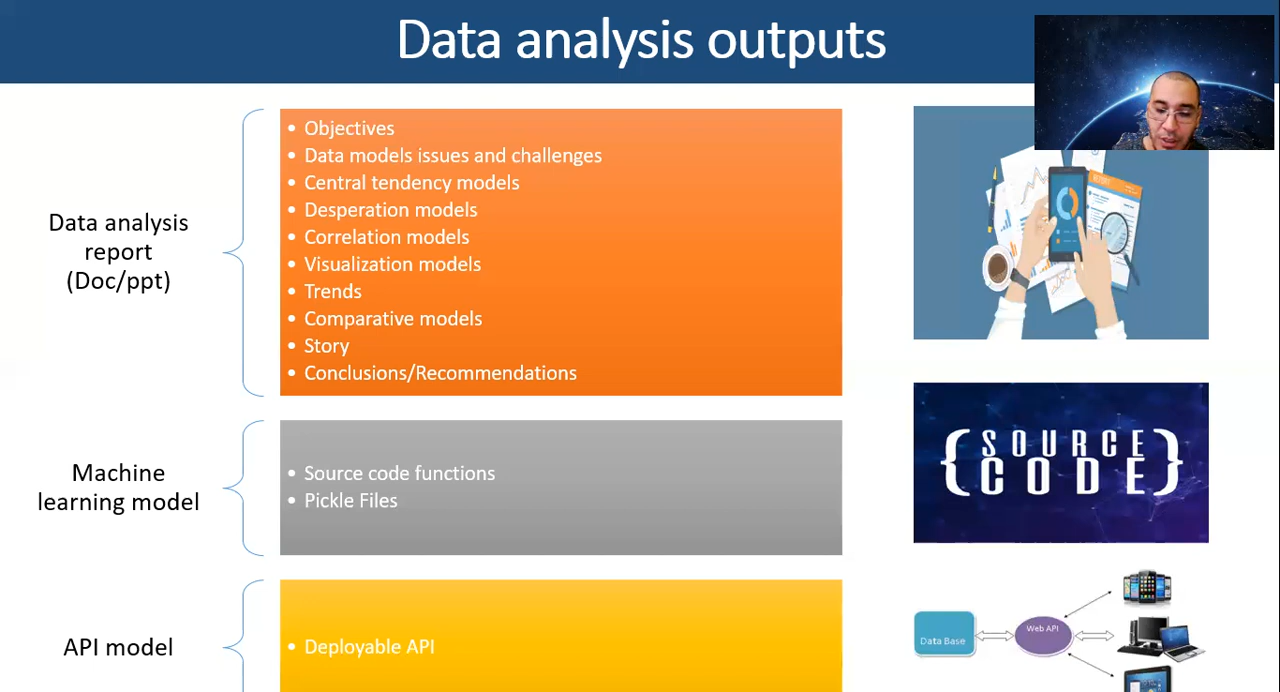 Data analysis outputs
Data analysis
report
(Doc/ppt)
• Objectives
• Data models issues and challenges
• Central tendency models
• Desperation models
• Correlation models
• Visualization models
• Trends
• Comparative models
• Story
• Conclusions/Recommendations
Machine
learning model
• Source code functions
• Pickle Files
{SOURCE
CODE}
API model
• Deployable API
Data Base
Web API